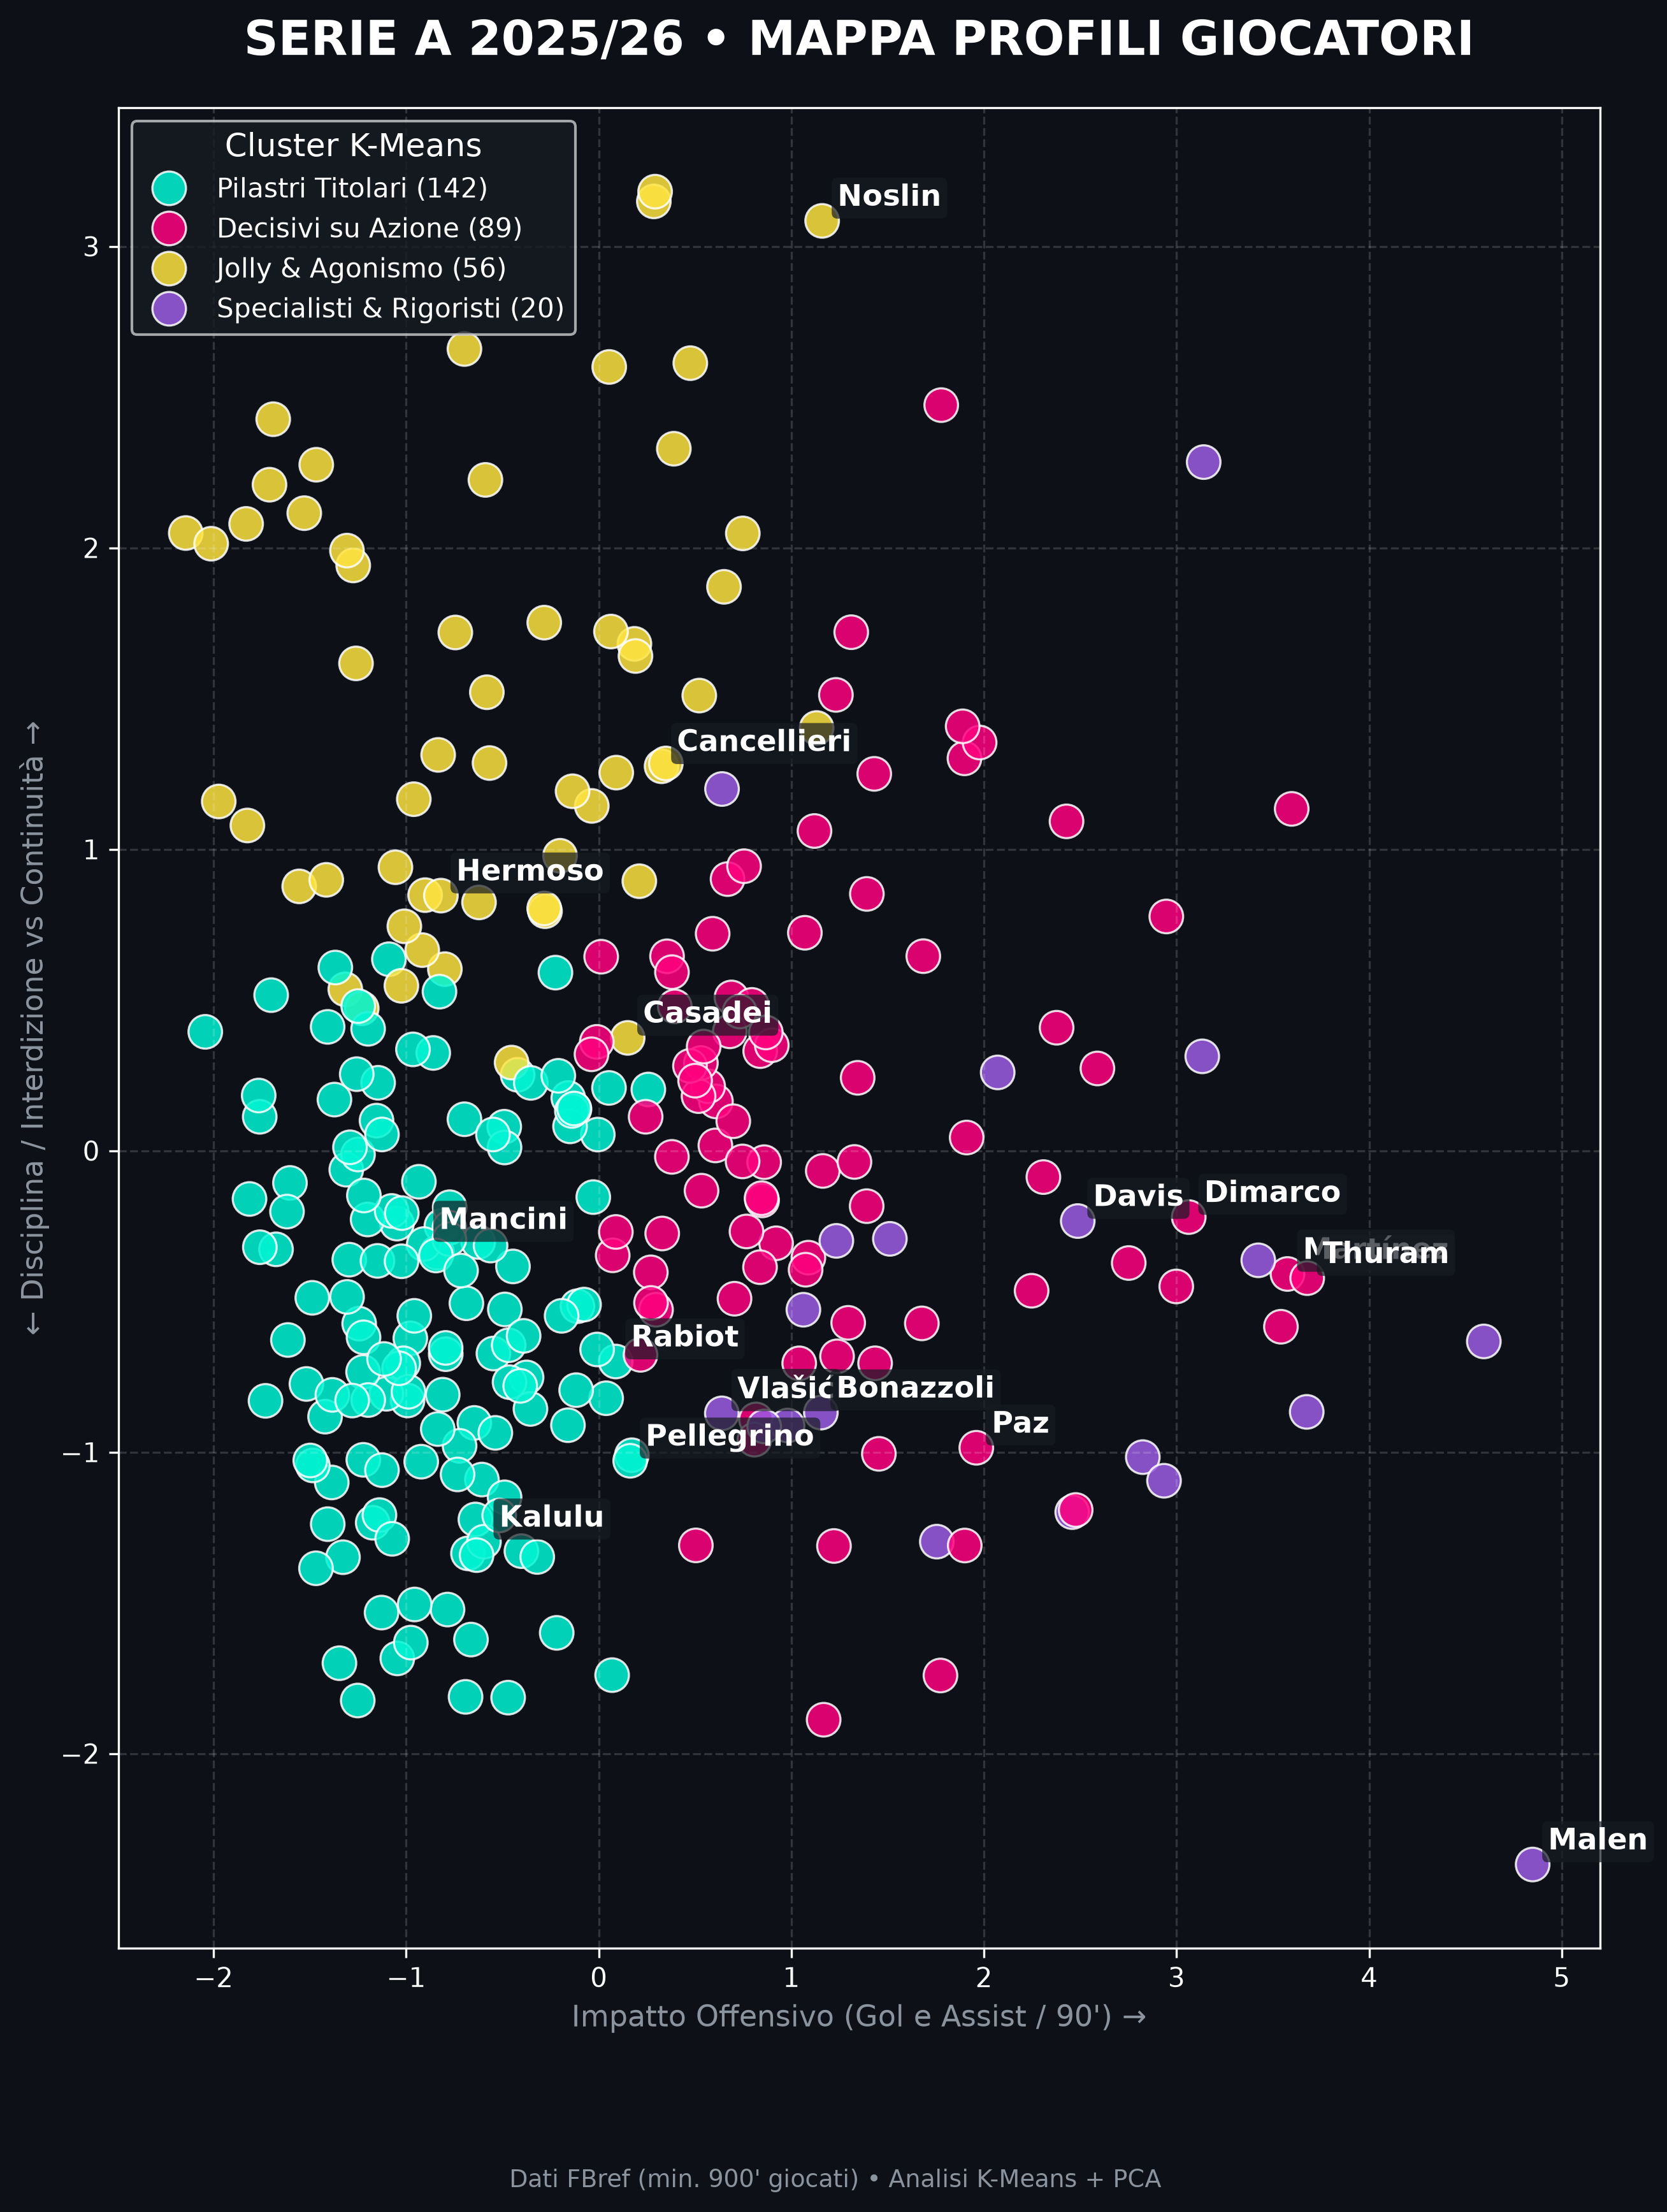 SERIE A 2025/26 • MAPPA PROFILI GIOCATORI
Cluster K-Means
Pilastri Titolari (142)
Decisivi su Azione (89)
Jolly & Agonismo (56)
Specialisti & Rigoristi (20)
Noslin
Cancellieri
Hermoso
Casadei
Davis
Dimarco
Mancini
Martínez
Thuram
Rabiot
Vlašić
Bonazzoli
Paz
Pellegrino
Kalulu
Malen
3
2
1
0
−1
−2
← Disciplina / Interdizione vs Continuità →
−2 −1 0 1 2 3 4 5
Impatto Offensivo (Gol e Assist / 90') →
Dati FBref (min. 900' giocati) • Analisi K-Means + PCA